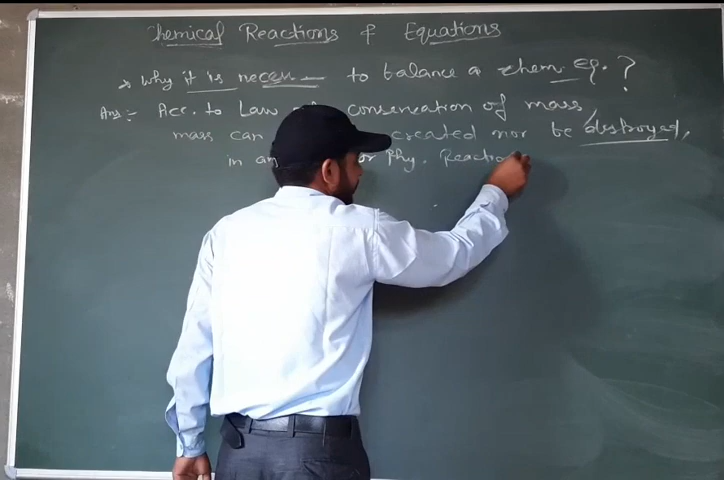 Chemical Reactions & Equations
Why it is necess to balance a chem. Eq. ?
Ans:- Acc. to Law conservation of mass,
mass can created nor be destroyed,
in or Phy. Reactio